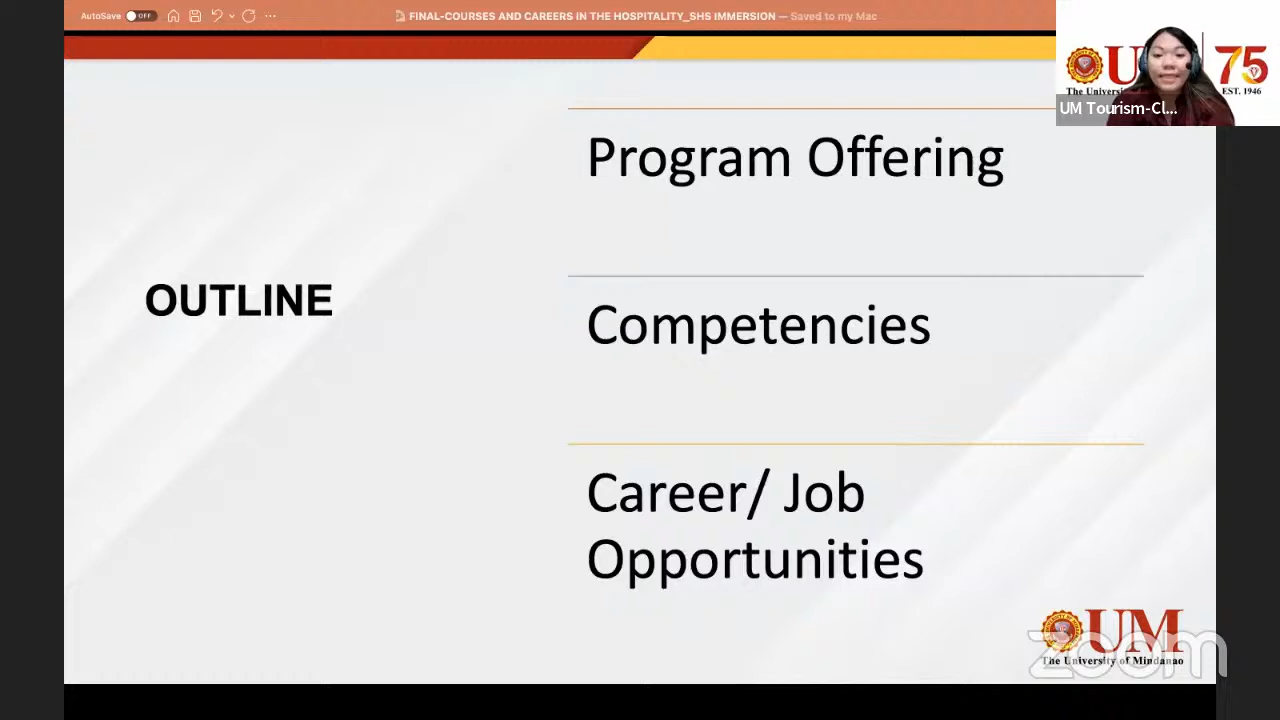 AutoSave OFF
FINAL-COURSES AND CAREERS IN THE HOSPITALITY_SHS IMMERSION — Saved to my Mac
75
EST. 1946
UM Tourism-Cl...
Program Offering
OUTLINE
Competencies
Career/ Job
Opportunities
UM
The University of Mindanao
zoom